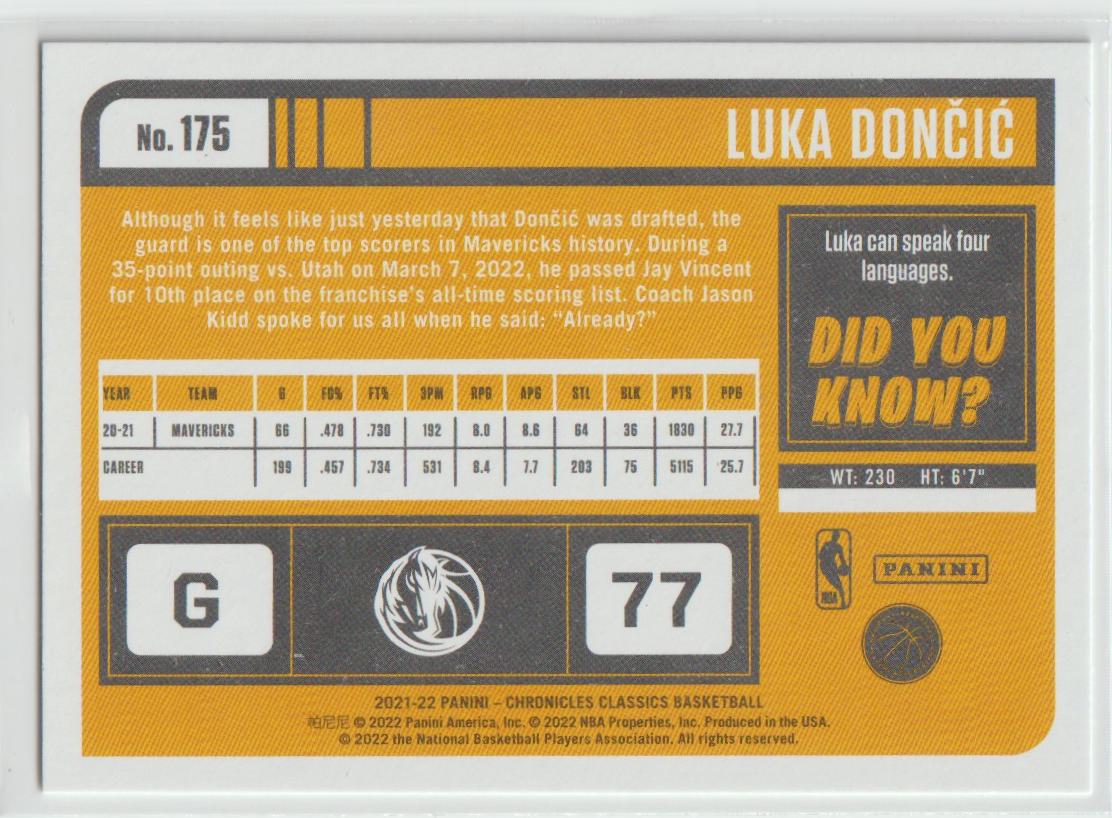 No. 175
LUKA DONČIĆ
Although it feels like just yesterday that Dončić was drafted, the
guard is one of the top scorers in Mavericks history. During a
35-point outing vs. Utah on March 7, 2022, he passed Jay Vincent
for 10th place on the franchise's all-time scoring list. Coach Jason
Kidd spoke for us all when he said: “Already?”
Luka can speak four
languages.
DID YOU
KNOW?
YEAR TEAM G FG% FT% 3PM RPG APG STL BLK PTS PPG
20-21 MAVERICKS 66 .478 .730 192 8.0 8.6 64 36 1830 27.7
CAREER 199 .457 .734 531 8.4 7.7 203 75 5115 25.7
WT: 230 HT: 6'7"
G
77
NBA
PANINI
2021-22 PANINI – CHRONICLES CLASSICS BASKETBALL
帕尼尼 © 2022 Panini America, Inc. © 2022 NBA Properties, Inc. Produced in the USA.
© 2022 the National Basketball Players Association. All rights reserved.